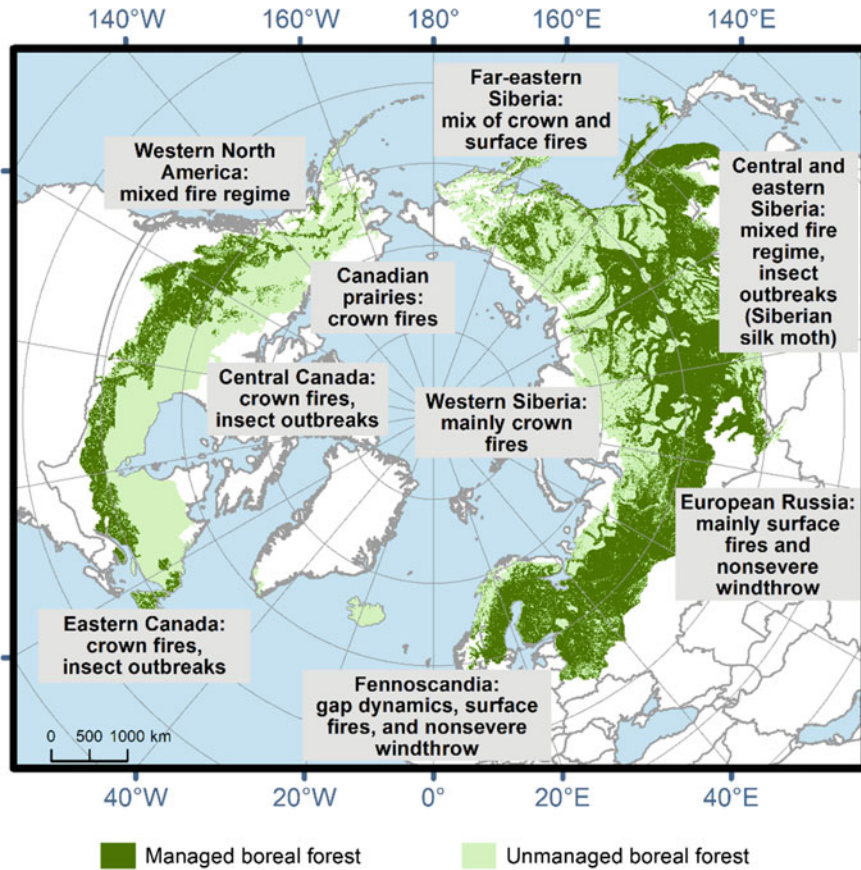 140°W 160°W 180° 160°E 140°E
Far-eastern
Siberia:
mix of crown and
surface fires
Western North
America:
mixed fire regime
Central and
eastern
Siberia:
mixed fire
regime,
insect
outbreaks
(Siberian
silk moth)
Canadian
prairies:
crown fires
Central Canada:
crown fires,
insect outbreaks
Western Siberia:
mainly crown
fires
European Russia:
mainly surface
fires and
nonsevere
windthrow
Eastern Canada:
crown fires,
insect outbreaks
Fennoscandia:
gap dynamics, surface
fires, and nonsevere
windthrow
0 500 1000 km
40°W 20°W 0° 20°E 40°E
Managed boreal forest
Unmanaged boreal forest